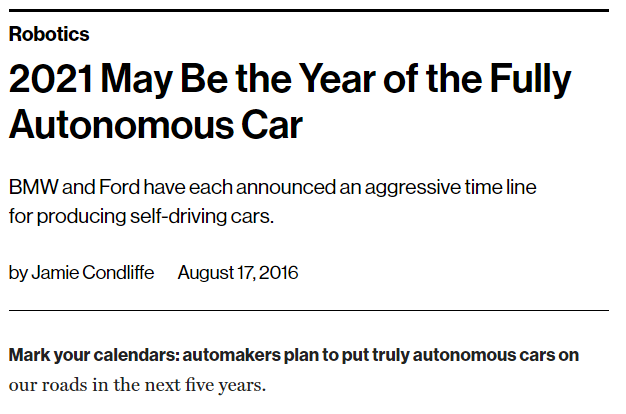 Robotics
2021 May Be the Year of the Fully
Autonomous Car
BMW and Ford have each announced an aggressive time line
for producing self-driving cars.
by Jamie Condliffe August 17, 2016
Mark your calendars: automakers plan to put truly autonomous cars on
our roads in the next five years.